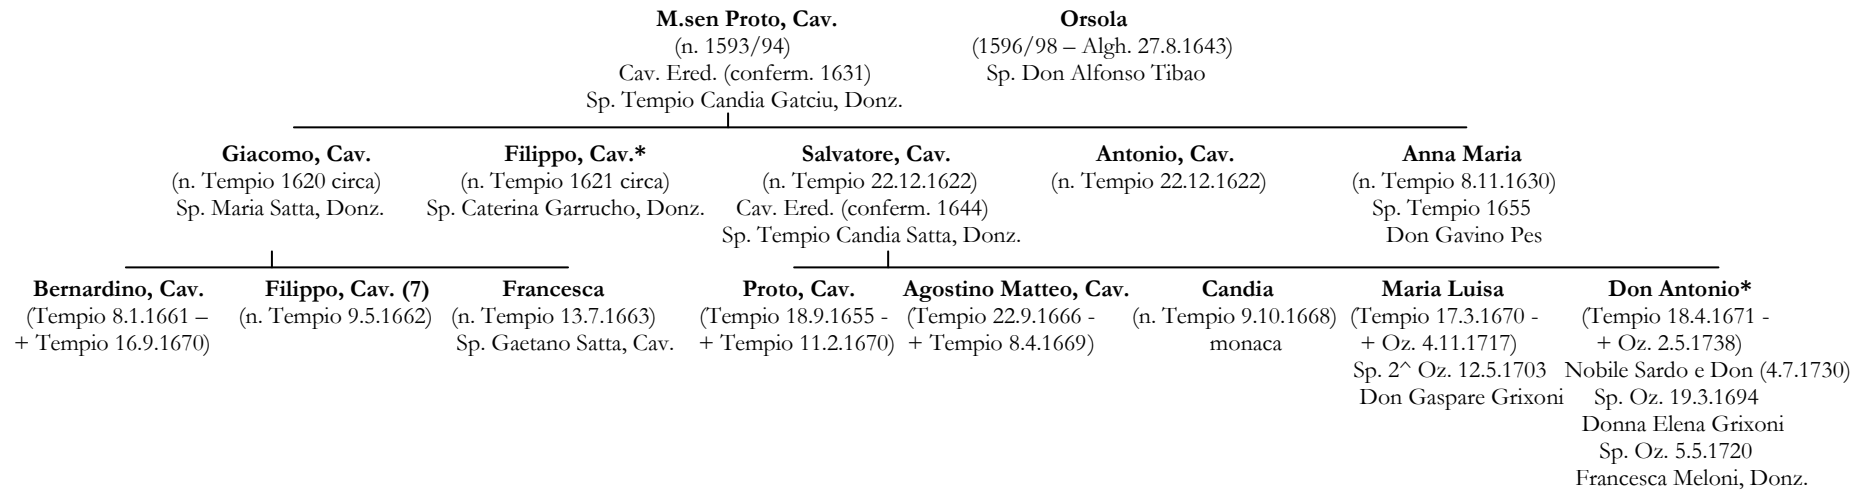 M.sen Proto, Cav.
(n. 1593/94)
Cav. Ered. (conferm. 1631)
Sp. Tempio Candia Gatciu, Donz.
Orsola
(1596/98 – Algh. 27.8.1643)
Sp. Don Alfonso Tibao
Giacomo, Cav.
(n. Tempio 1620 circa)
Sp. Maria Satta, Donz.
Filippo, Cav.*
(n. Tempio 1621 circa)
Sp. Caterina Garrucho, Donz.
Salvatore, Cav.
(n. Tempio 22.12.1622)
Cav. Ered. (conferm. 1644)
Sp. Tempio Candia Satta, Donz.
Antonio, Cav.
(n. Tempio 22.12.1622)
Anna Maria
(n. Tempio 8.11.1630)
Sp. Tempio 1655
Don Gavino Pes
Bernardino, Cav.
(Tempio 8.1.1661 –
+ Tempio 16.9.1670)
Filippo, Cav. (7)
(n. Tempio 9.5.1662)
Francesca
(n. Tempio 13.7.1663)
Sp. Gaetano Satta, Cav.
Proto, Cav.
(Tempio 18.9.1655 -
+ Tempio 11.2.1670)
Agostino Matteo, Cav.
(Tempio 22.9.1666 -
+ Tempio 8.4.1669)
Candia
(n. Tempio 9.10.1668)
monaca
Maria Luisa
(Tempio 17.3.1670 -
+ Oz. 4.11.1717)
Sp. 2^ Oz. 12.5.1703
Don Gaspare Grixoni
Don Antonio*
(Tempio 18.4.1671 -
+ Oz. 2.5.1738)
Nobile Sardo e Don (4.7.1730)
Sp. Oz. 19.3.1694
Donna Elena Grixoni
Sp. Oz. 5.5.1720
Francesca Meloni, Donz.